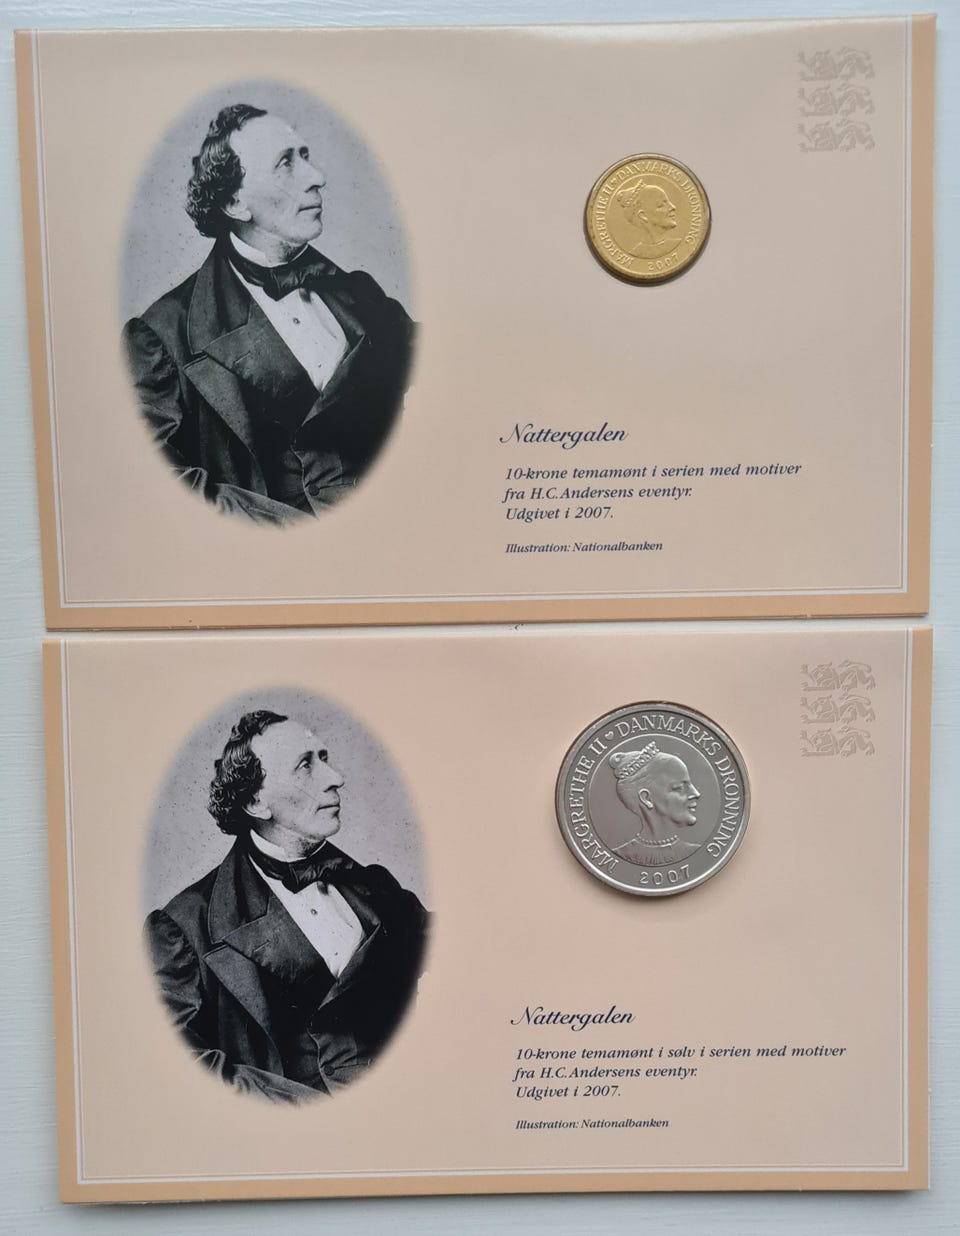 MARGRETHE II ♥ DANMARKS DRONNING
2007
Nattergalen
10-krone temamønt i serien med motiver
fra H.C. Andersens eventyr.
Udgivet i 2007.
Illustration: Nationalbanken
MARGRETHE II ♥ DANMARKS DRONNING
2007
Nattergalen
10-krone temamønt i sølv i serien med motiver
fra H.C. Andersens eventyr.
Udgivet i 2007.
Illustration: Nationalbanken